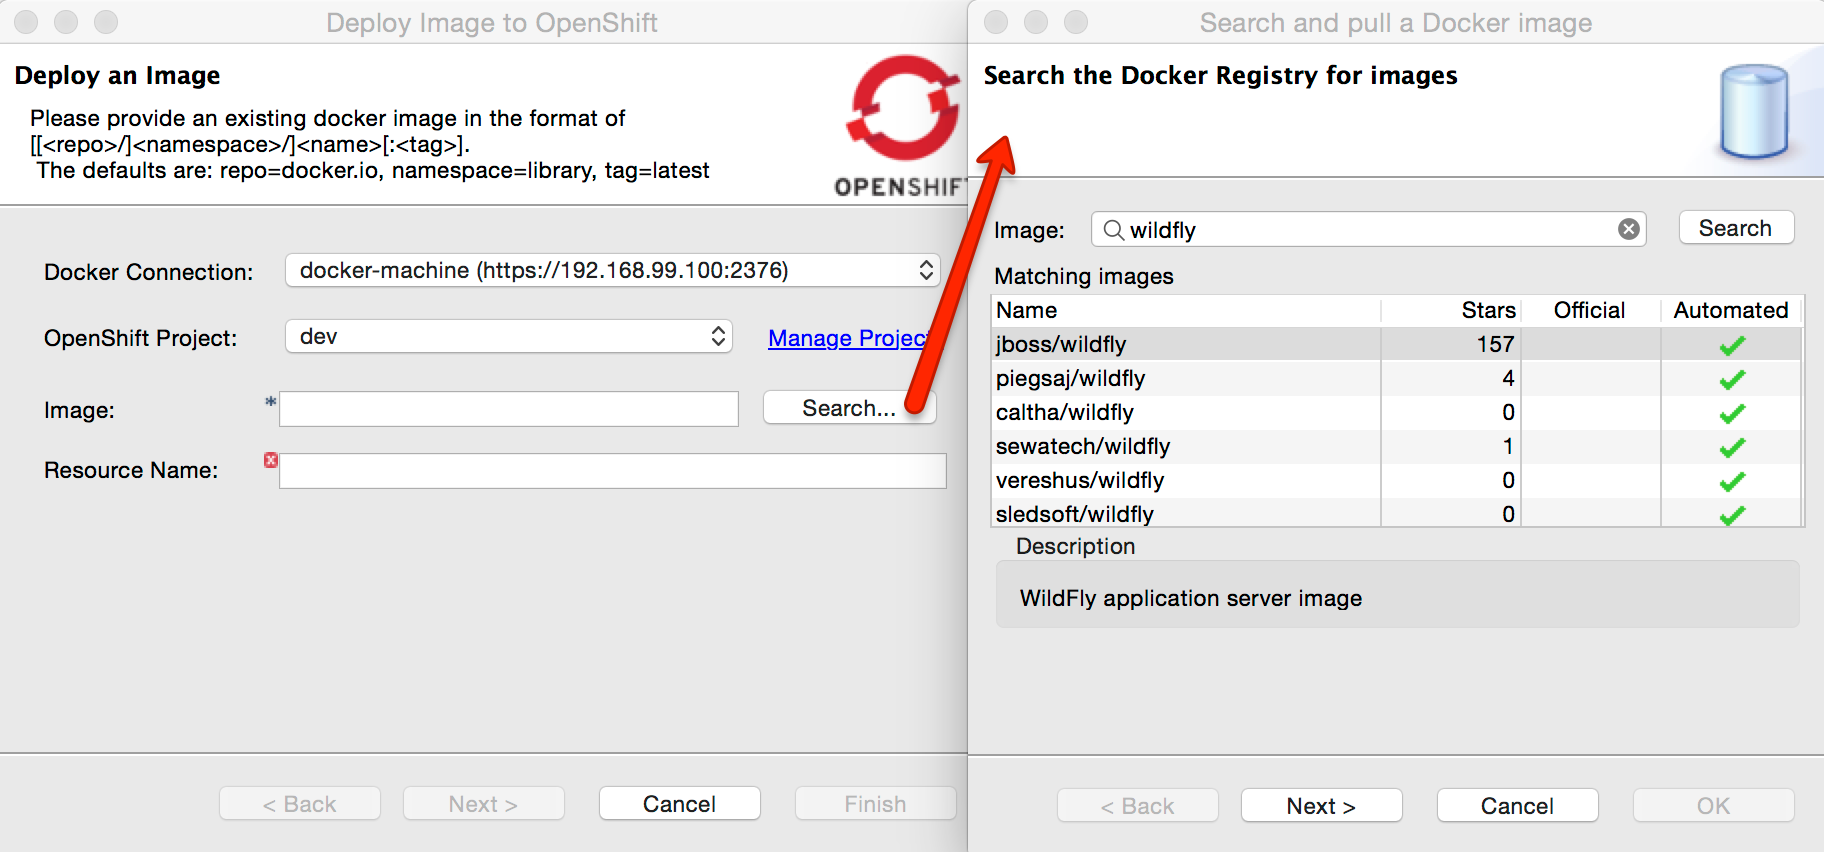 Deploy Image to OpenShift
Deploy an Image
Please provide an existing docker image in the format of
[[<repo>/]<namespace>/]<name>[:<tag>].
The defaults are: repo=docker.io, namespace=library, tag=latest
OPENSHIFT
Docker Connection: docker-machine (https://192.168.99.100:2376)
OpenShift Project: dev Manage Project
Image: * Search...
Resource Name:
< Back Next > Cancel Finish
Search and pull a Docker image
Search the Docker Registry for images
Image: wildfly Search
Matching images
Name Stars Official Automated
jboss/wildfly 157
piegsaj/wildfly 4
caltha/wildfly 0
sewatech/wildfly 1
vereshus/wildfly 0
sledsoft/wildfly 0
Description
WildFly application server image
< Back Next > Cancel OK